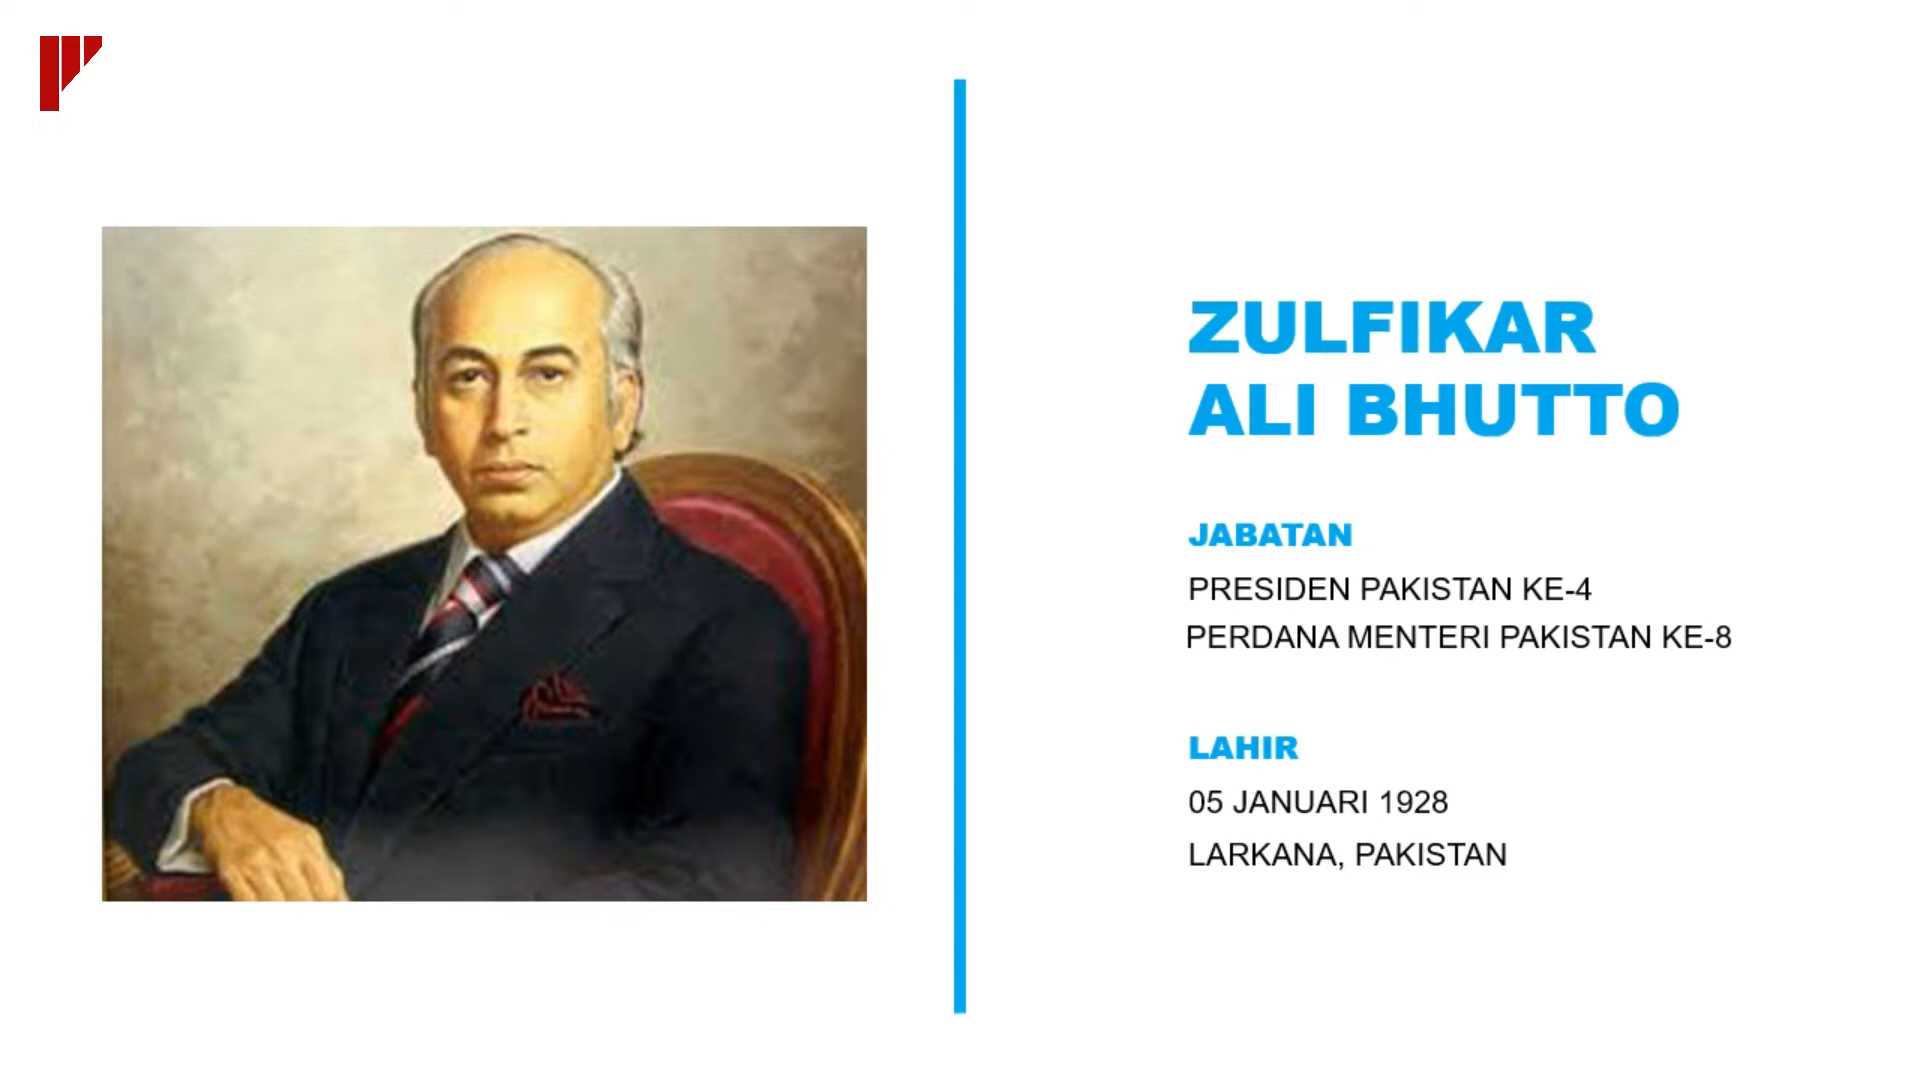 ZULFIKAR
ALI BHUTTO
JABATAN
PRESIDEN PAKISTAN KE-4
PERDANA MENTERI PAKISTAN KE-8
LAHIR
05 JANUARI 1928
LARKANA, PAKISTAN